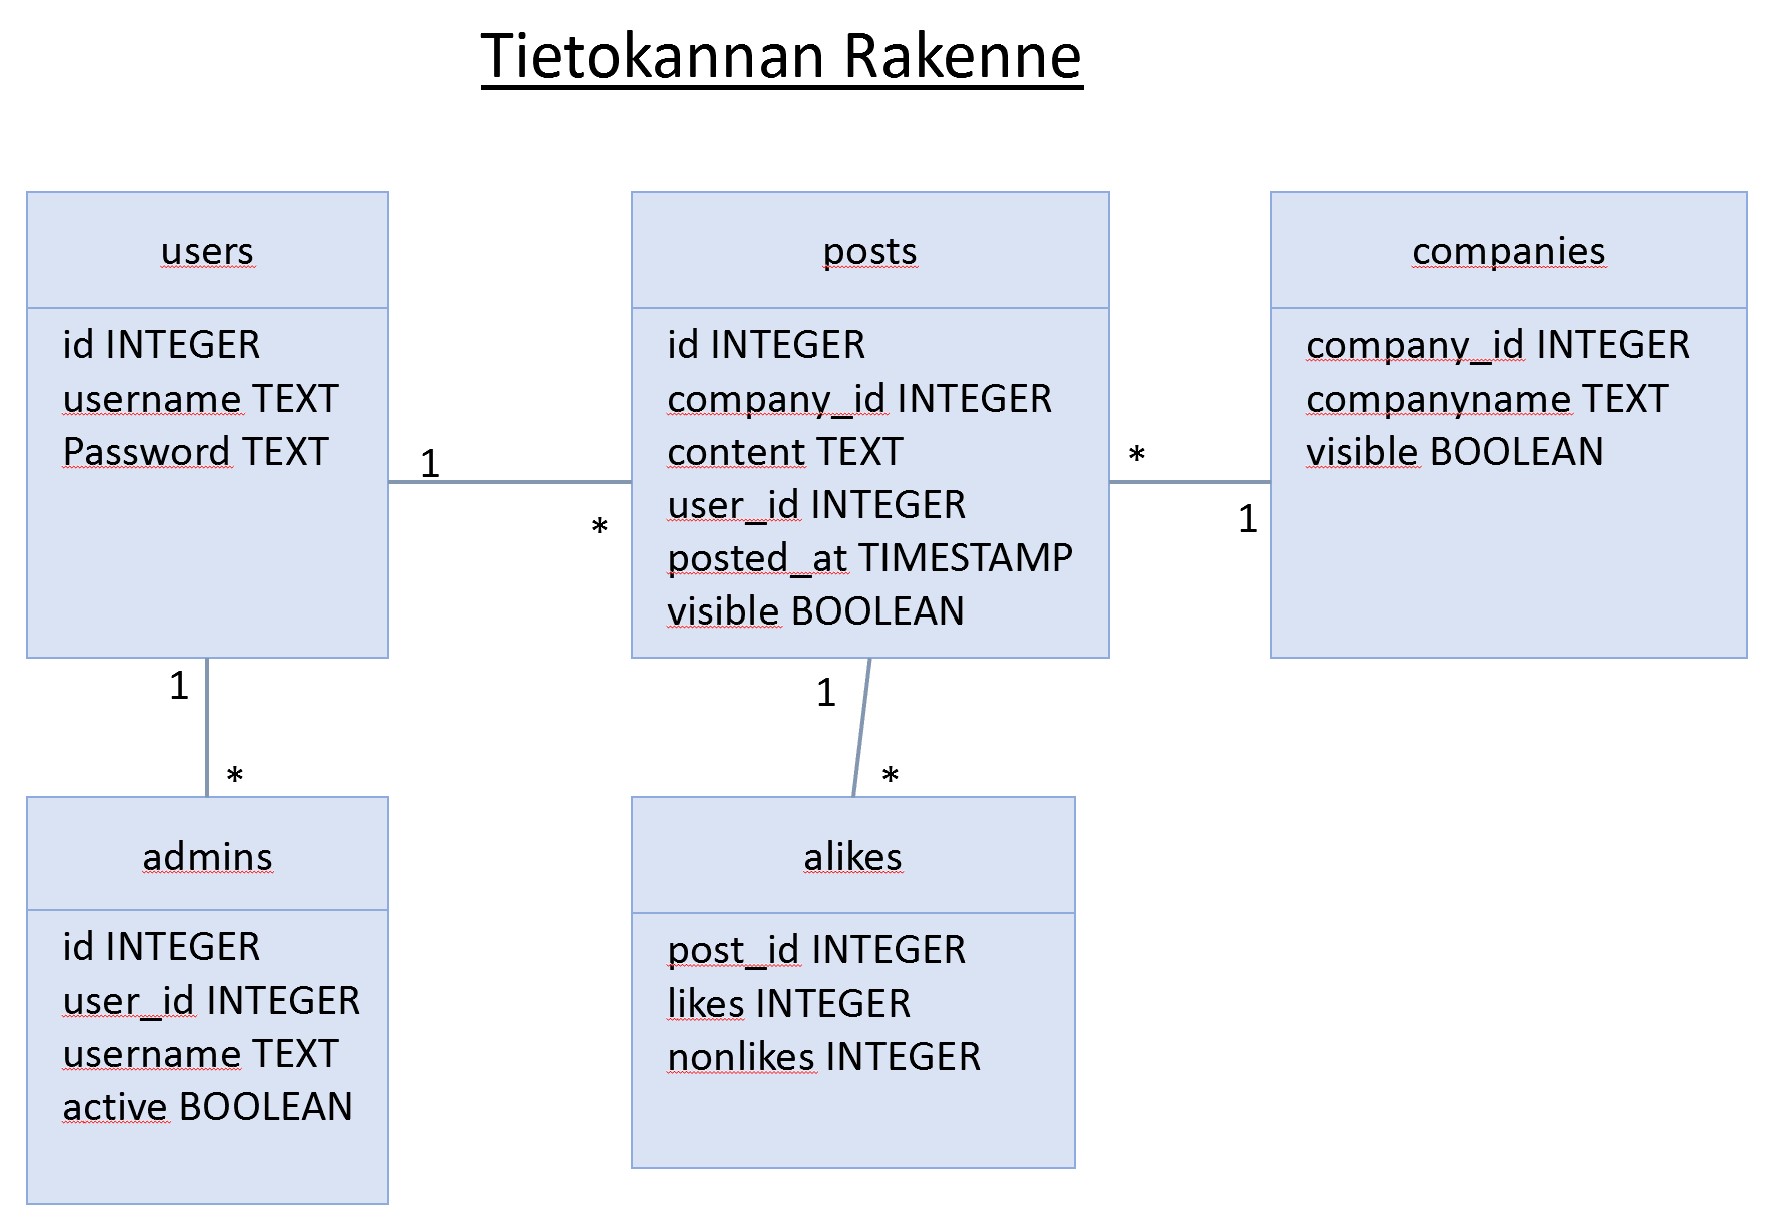 Tietokannan Rakenne
users
id INTEGER
username TEXT
Password TEXT
1
*
posts
id INTEGER
company_id INTEGER
content TEXT
user_id INTEGER
posted_at TIMESTAMP
visible BOOLEAN
*
1
companies
company_id INTEGER
companyname TEXT
visible BOOLEAN
1
*
admins
id INTEGER
user_id INTEGER
username TEXT
active BOOLEAN
1
*
alikes
post_id INTEGER
likes INTEGER
nonlikes INTEGER